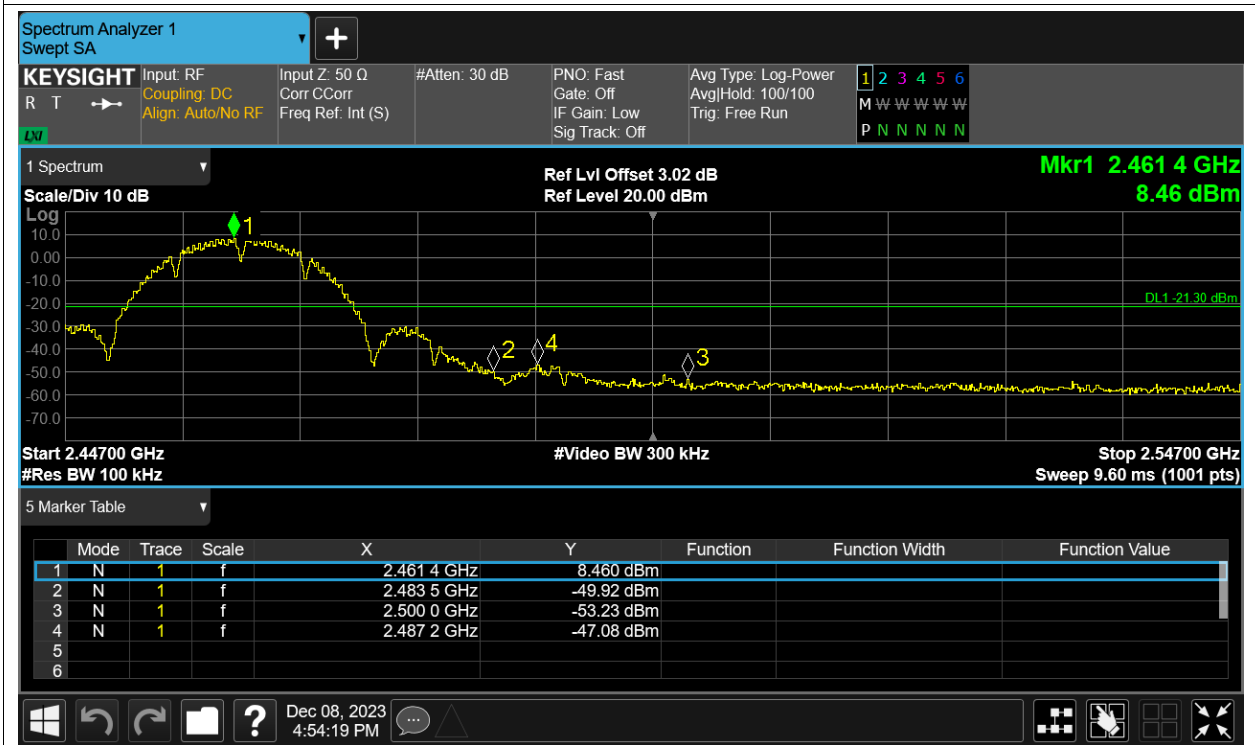 Spectrum Analyzer 1
Swept SA
KEYSIGHT
R T
LXI
Input: RF
Coupling: DC
Align: Auto/No RF
Input Z: 50 Ω
Corr CCorr
Freq Ref: Int (S)
#Atten: 30 dB
PNO: Fast
Gate: Off
IF Gain: Low
Sig Track: Off
Avg Type: Log-Power
Avg|Hold: 100/100
Trig: Free Run
1 2 3 4 5 6
M W W W W W
P N N N N N
1 Spectrum
Scale/Div 10 dB
Ref Lvl Offset 3.02 dB
Ref Level 20.00 dBm
Mkr1 2.461 4 GHz
8.46 dBm
Log
10.0
0.00
-10.0
-20.0
-30.0
-40.0
-50.0
-60.0
-70.0
1
2
4
3
DL1 -21.30 dBm
Start 2.44700 GHz
#Res BW 100 kHz
#Video BW 300 kHz
Stop 2.54700 GHz
Sweep 9.60 ms (1001 pts)
5 Marker Table
Mode Trace Scale X Y Function Function Width Function Value
1 N 1 f 2.461 4 GHz 8.460 dBm
2 N 1 f 2.483 5 GHz -49.92 dBm
3 N 1 f 2.500 0 GHz -53.23 dBm
4 N 1 f 2.487 2 GHz -47.08 dBm
5
6
?
Dec 08, 2023
4:54:19 PM